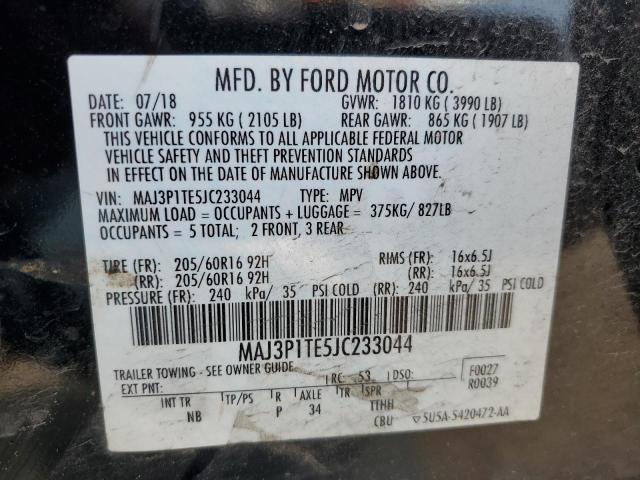 MFD. BY FORD MOTOR CO.
DATE: 07/18 GVWR: 1810 KG ( 3990 LB)
FRONT GAWR: 955 KG ( 2105 LB) REAR GAWR: 865 KG ( 1907 LB)
THIS VEHICLE CONFORMS TO ALL APPLICABLE FEDERAL MOTOR
VEHICLE SAFETY AND THEFT PREVENTION STANDARDS
IN EFFECT ON THE DATE OF MANUFACTURE SHOWN ABOVE.
VIN: MAJ3P1TE5JC233044 TYPE: MPV
MAXIMUM LOAD = OCCUPANTS + LUGGAGE = 375KG/ 827LB
OCCUPANTS = 5 TOTAL; 2 FRONT, 3 REAR
TIRE (FR): 205/60R16 92H RIMS (FR): 16x6.5J
(RR): 205/60R16 92H (RR): 16x6.5J
PRESSURE (FR): 240 kPa/ 35 PSI COLD (RR): 240 kPa/ 35 PSI COLD
MAJ3P1TE5JC233044
TRAILER TOWING - SEE OWNER GUIDE
EXT PNT: RC: 53 DSO: F0027
R0039
INT TR TP/PS R AXLE TR SPR
NB P 34 TTHH
CBU 5U5A-5420472-AA